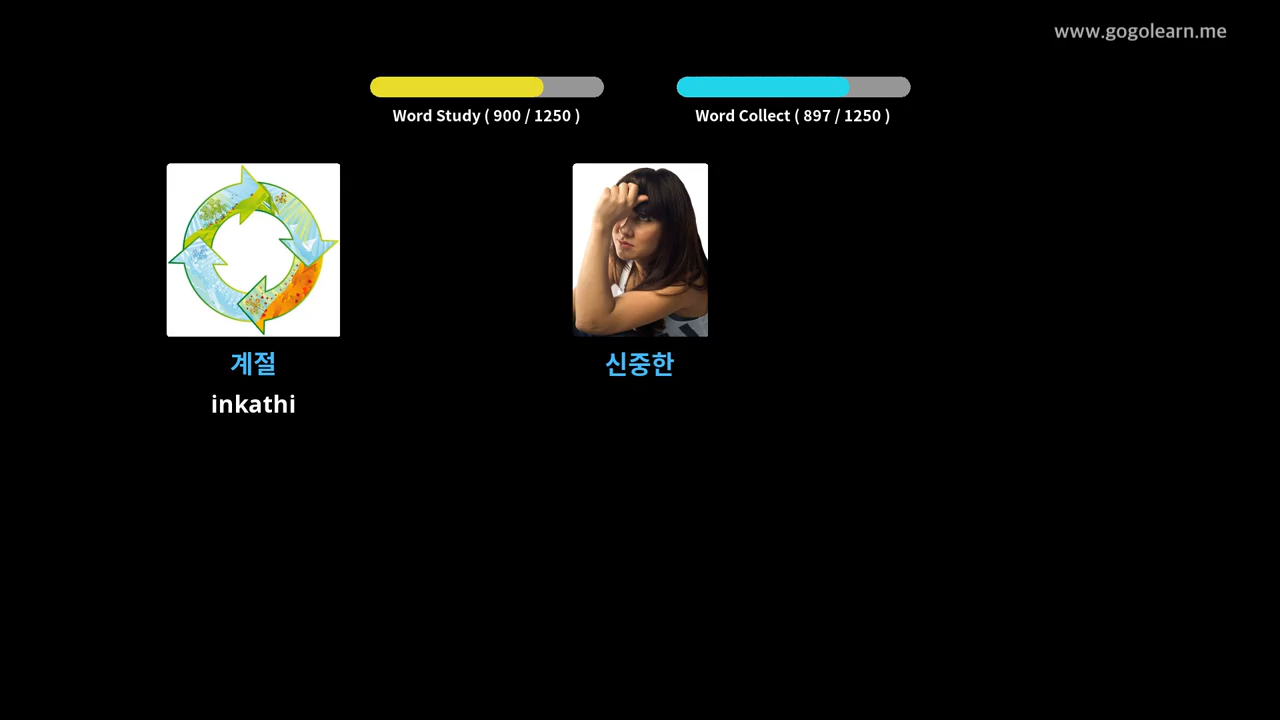 www.gogolearn.me
Word Study ( 900 / 1250 )
Word Collect ( 897 / 1250 )
계절
신중한
inkathi